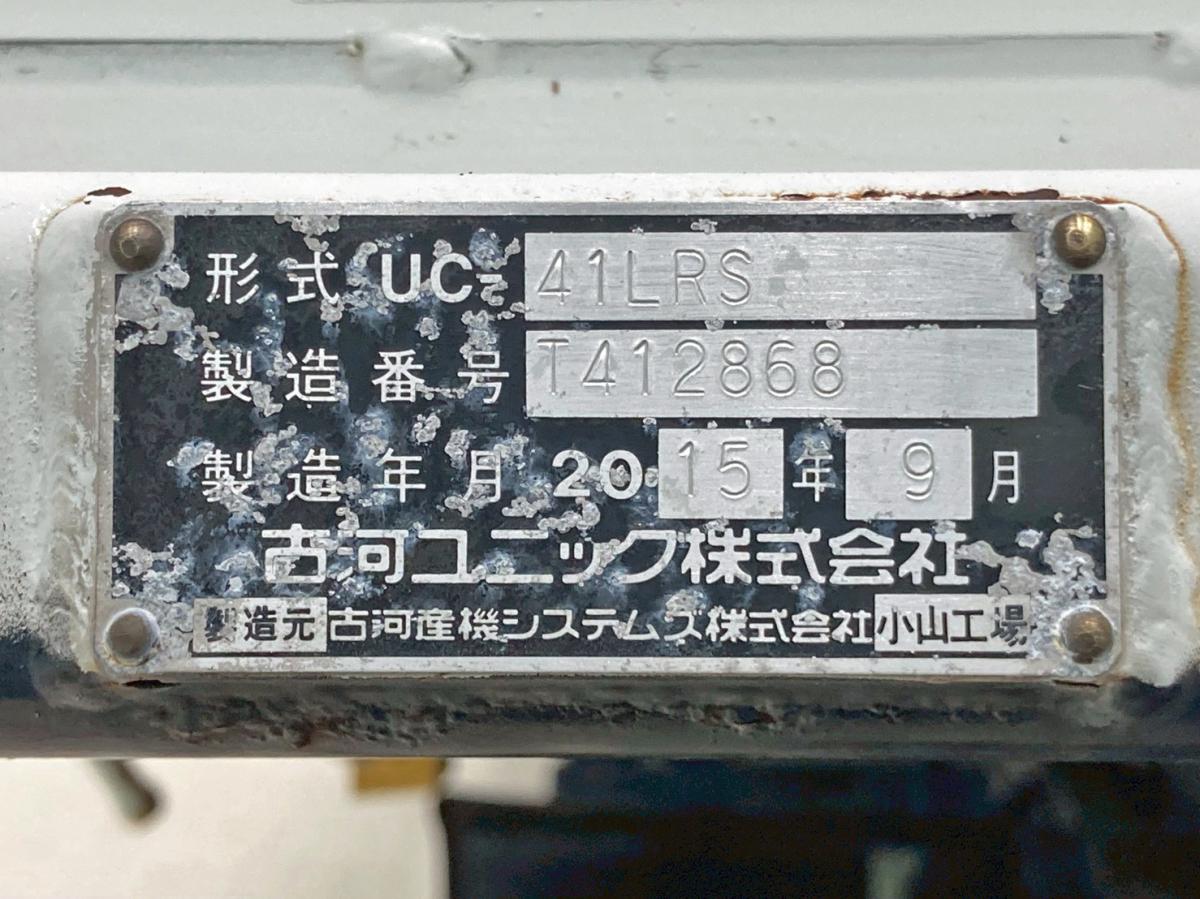 形式 UC-41LRS
製造番号 T412868
製造年月 2015年9月
古河ユニック株式会社
製造元 古河産機システムズ株式会社 小山工場